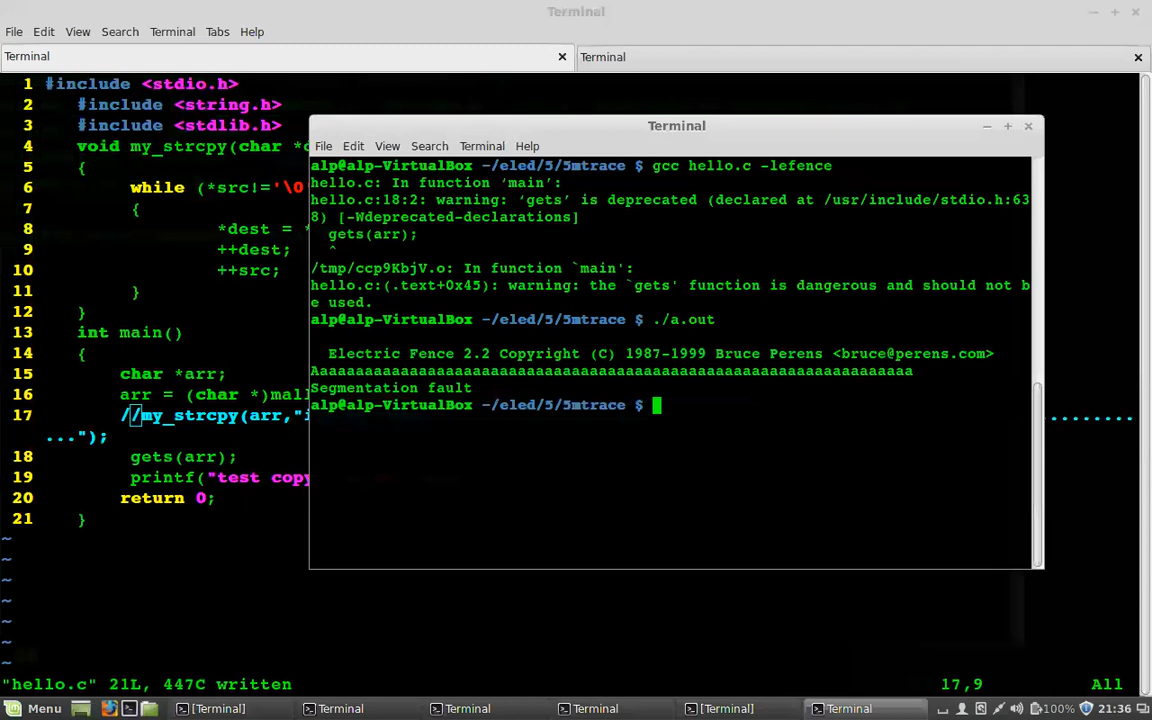 Terminal
File Edit View Search Terminal Tabs Help
Terminal
Terminal
1 #include <stdio.h>
2 #include <string.h>
3 #include <stdlib.h>
4 void my_strcpy(char *
5 {
6 while (*src!='\0
7 {
8 *dest = *
9 ++dest;
10 ++src;
11 }
12 }
13 int main()
14 {
15 char *arr;
16 arr = (char *)mal
17 //my_strcpy(arr,"i
...");
18 gets(arr);
19 printf("test cop
20 return 0;
21 }
~
~
~
~
~
~
~
"hello.c" 21L, 447C written 17,9 All
Terminal
File Edit View Search Terminal Help
alp@alp-VirtualBox ~/eled/5/5mtrace $ gcc hello.c -lefence
hello.c: In function ‘main’:
hello.c:18:2: warning: ‘gets’ is deprecated (declared at /usr/include/stdio.h:63
8) [-Wdeprecated-declarations]
gets(arr);
^
/tmp/ccp9KbjV.o: In function `main':
hello.c:(.text+0x45): warning: the `gets' function is dangerous and should not b
e used.
alp@alp-VirtualBox ~/eled/5/5mtrace $ ./a.out
Electric Fence 2.2 Copyright (C) 1987-1999 Bruce Perens <bruce@perens.com>
Aaaaaaaaaaaaaaaaaaaaaaaaaaaaaaaaaaaaaaaaaaaaaaaaaaaaaaaaaaaaaaaaaaa
Segmentation fault
alp@alp-VirtualBox ~/eled/5/5mtrace $
Menu [Terminal] Terminal Terminal Terminal [Terminal] Terminal 100% 21:36